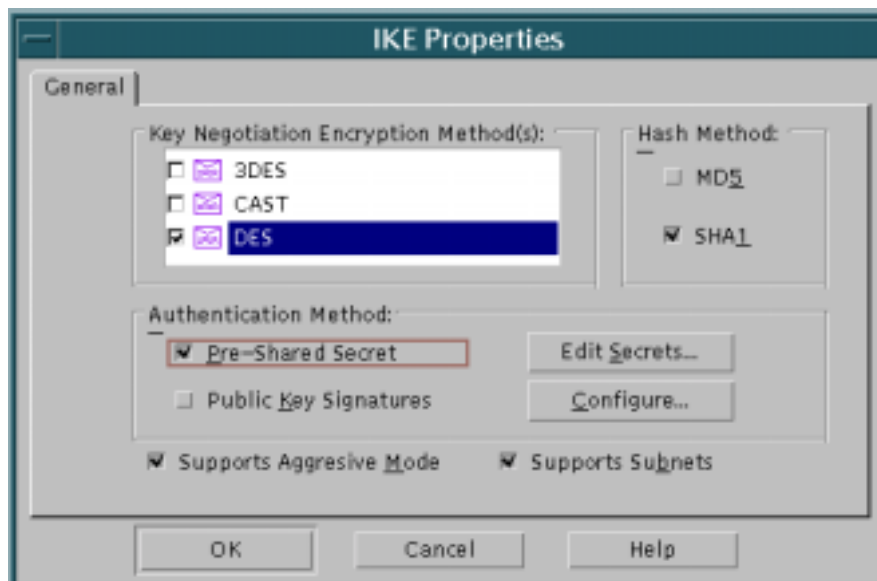 IKE Properties
General
Key Negotiation Encryption Method(s):
3DES
CAST
DES
Hash Method:
MD5
SHA1
Authentication Method:
Pre-Shared Secret
Edit Secrets...
Public Key Signatures
Configure...
Supports Aggresive Mode
Supports Subnets
OK
Cancel
Help